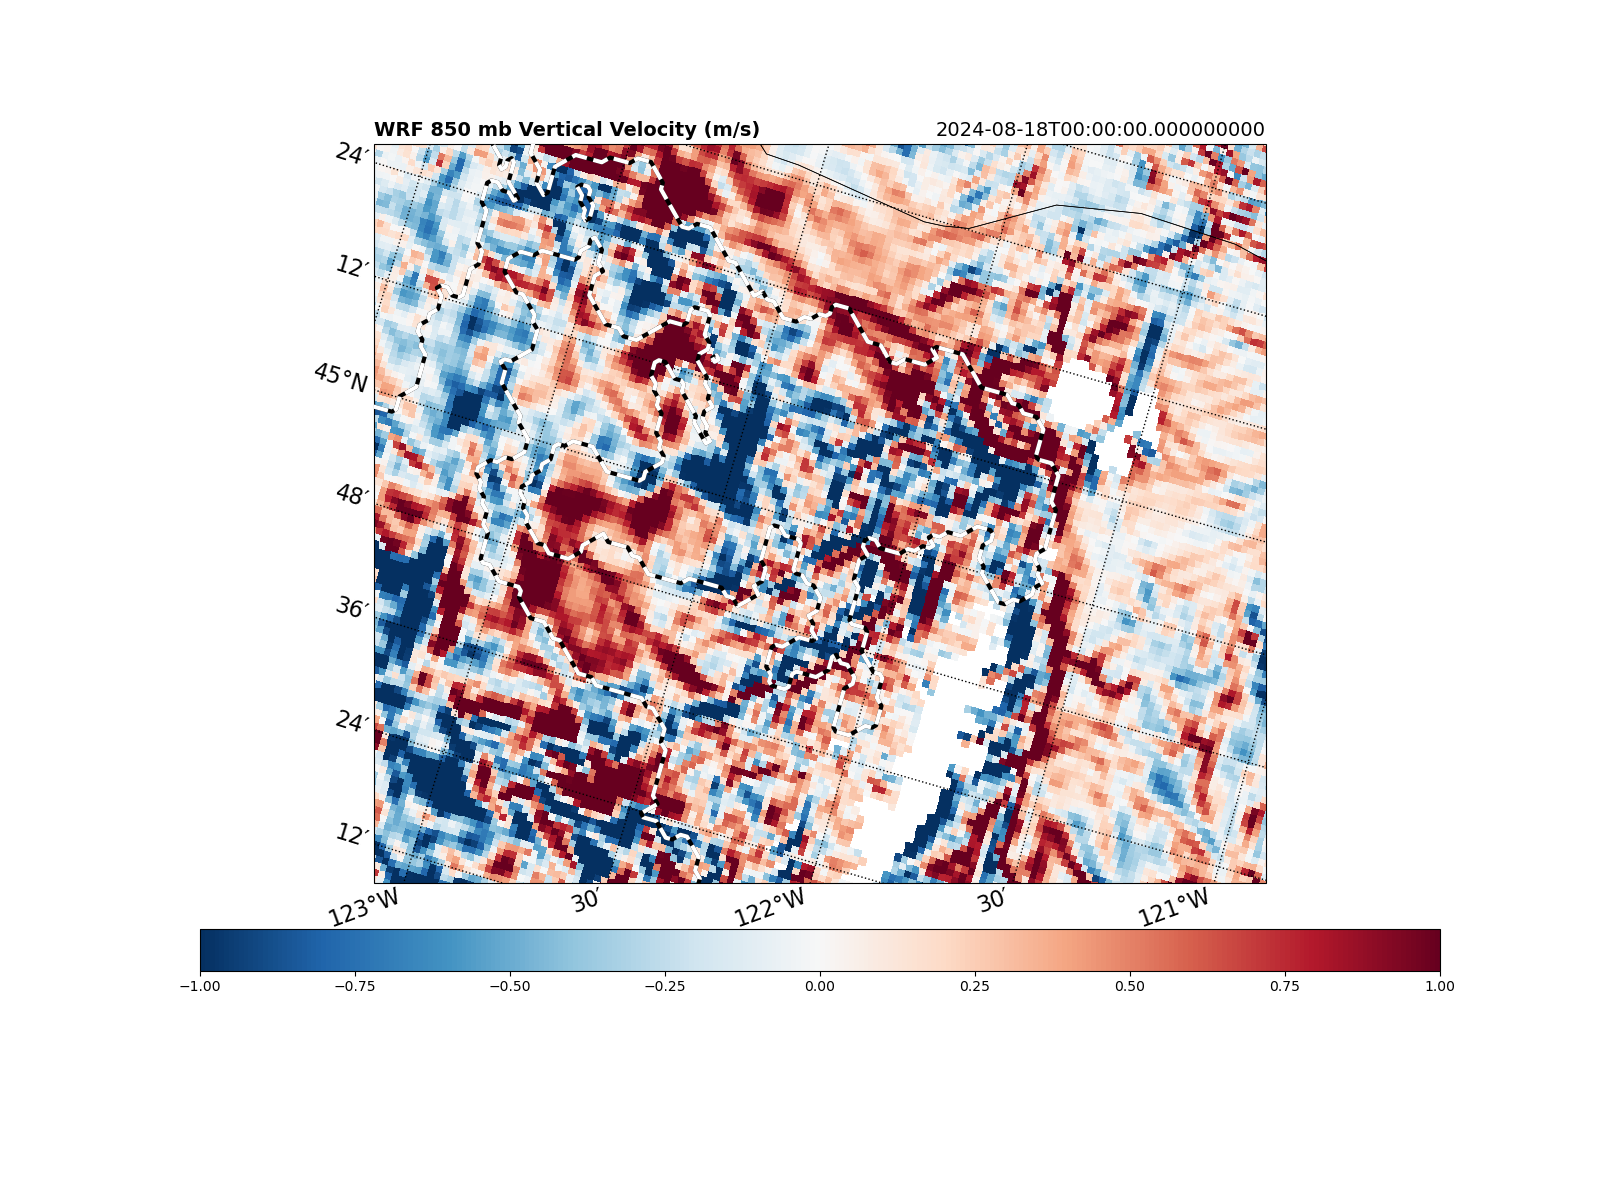 WRF 850 mb Vertical Velocity (m/s) 2024-08-18T00:00:00.000000000
24′
12′
45°N
48′
36′
24′
12′
123°W 30′ 122°W 30′ 121°W
−1.00 −0.75 −0.50 −0.25 0.00 0.25 0.50 0.75 1.00